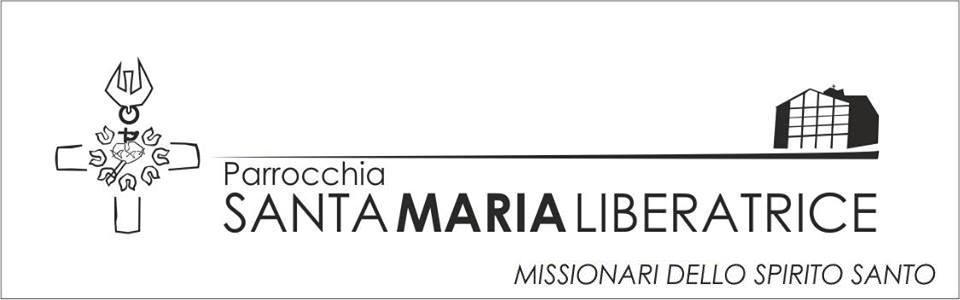 Parrocchia
SANTA MARIA LIBERATRICE
MISSIONARI DELLO SPIRITO SANTO